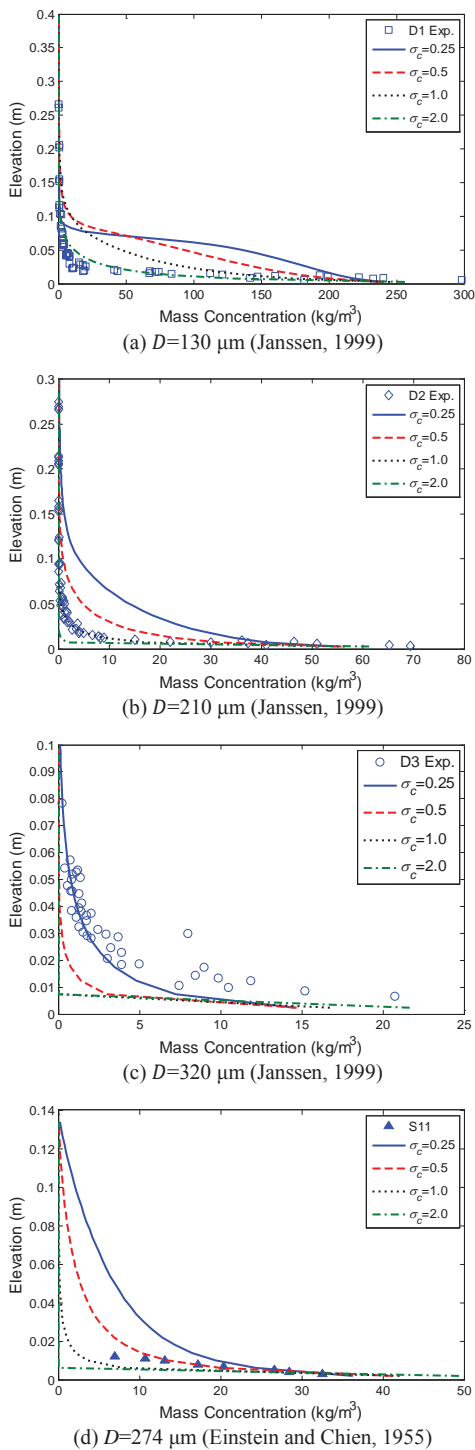 0.4
0.35
0.3
0.25
0.2
0.15
0.1
0.05
0
Elevation (m)
D1 Exp.
σc=0.25
σc=0.5
σc=1.0
σc=2.0
0 50 100 150 200 250 300
Mass Concentration (kg/m³)
(a) D=130 μm (Janssen, 1999)
0.3
0.25
0.2
0.15
0.1
0.05
0
Elevation (m)
D2 Exp.
σc=0.25
σc=0.5
σc=1.0
σc=2.0
0 10 20 30 40 50 60 70 80
Mass Concentration (kg/m³)
(b) D=210 μm (Janssen, 1999)
0.1
0.09
0.08
0.07
0.06
0.05
0.04
0.03
0.02
0.01
0
Elevation (m)
D3 Exp.
σc=0.25
σc=0.5
σc=1.0
σc=2.0
0 5 10 15 20 25
Mass Concentration (kg/m³)
(c) D=320 μm (Janssen, 1999)
0.14
0.12
0.1
0.08
0.06
0.04
0.02
0
Elevation (m)
S11
σc=0.25
σc=0.5
σc=1.0
σc=2.0
0 10 20 30 40 50
Mass Concentration (kg/m³)
(d) D=274 μm (Einstein and Chien, 1955)